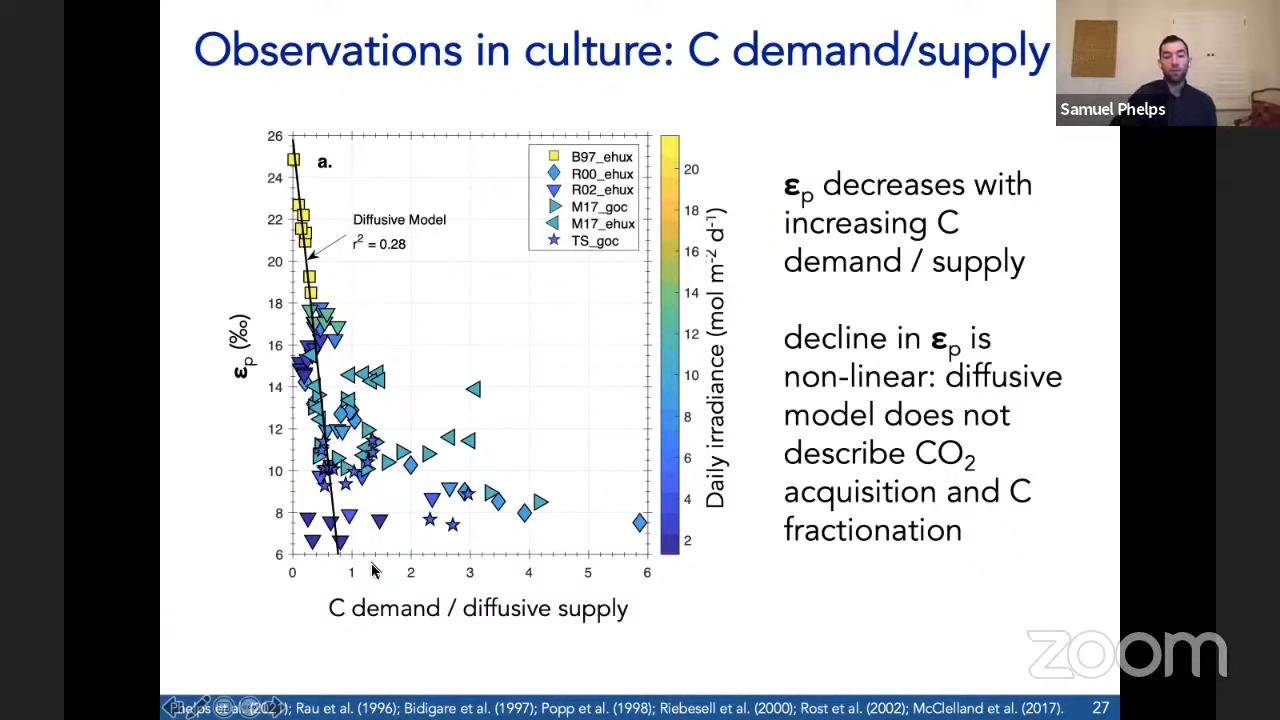 Observations in culture: C demand/supply
Samuel Phelps
a.
Diffusive Model
r² = 0.28
B97_ehux
R00_ehux
R02_ehux
M17_goc
M17_ehux
TS_goc
εp (‰)
26
24
22
20
18
16
14
12
10
8
6
0
1
2
3
4
5
6
C demand / diffusive supply
20
18
16
14
12
10
8
6
4
2
Daily irradiance (mol m⁻² d⁻¹)
εp decreases with
increasing C
demand / supply
decline in εp is
non-linear: diffusive
model does not
describe CO₂
acquisition and C
fractionation
zoom
Phelps et al. (2021); Rau et al. (1996); Bidigare et al. (1997); Popp et al. (1998); Riebesell et al. (2000); Rost et al. (2002); McClelland et al. (2017).
27